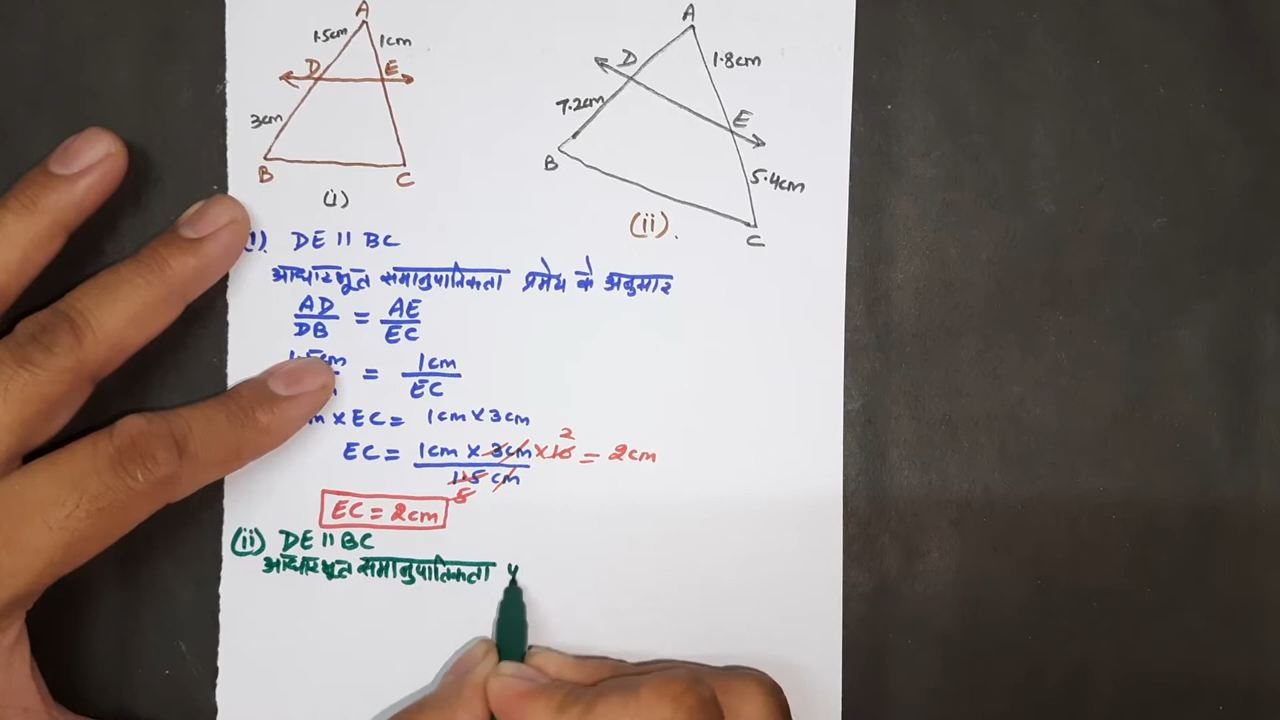 A
1.5cm
1cm
D
E
3cm
B
C
(i)
A
D
1.8cm
7.2cm
E
B
5.4cm
C
(ii).
DE || BC
आधारभूत समानुपातिकता प्रमेय के अनुसार
AD/DB = AE/EC
= 1cm/EC
× EC = 1cm × 3cm
EC = 1cm × 3cm/1.5cm × 10 2 = 2cm
5
EC = 2cm
(ii) DE || BC
आधारभूत समानुपातिकता